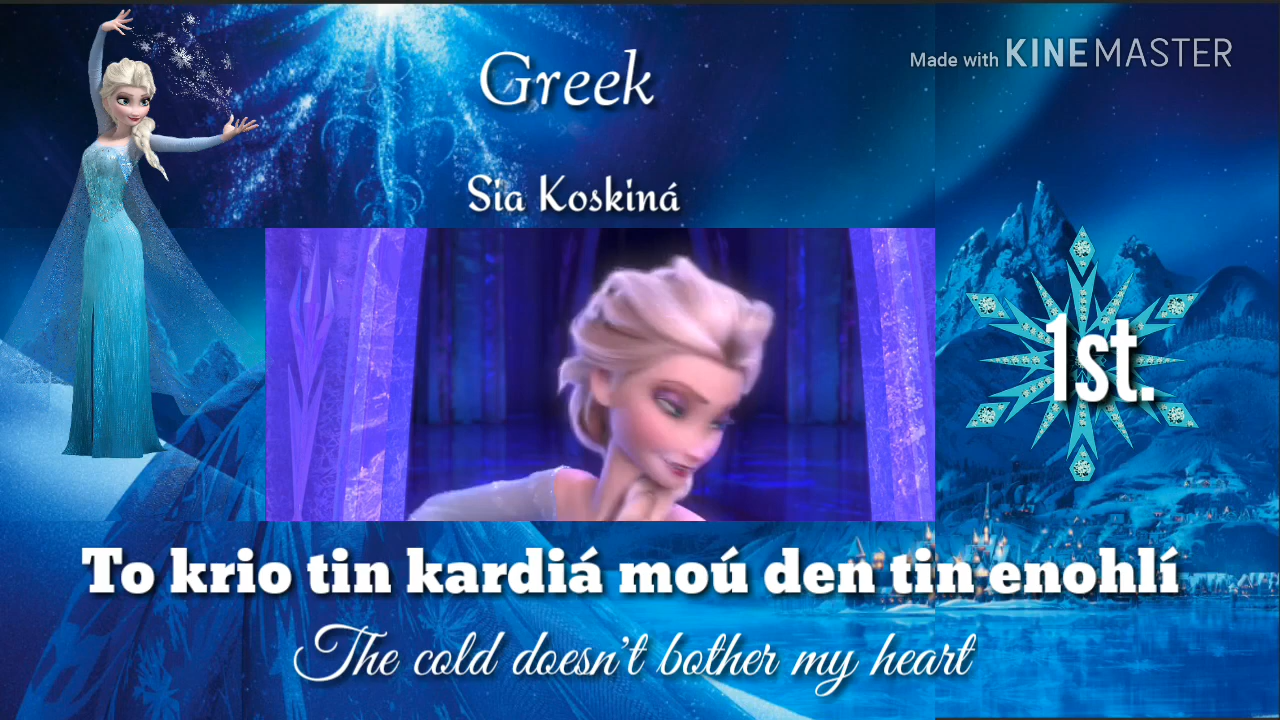 Greek
Made with KINEMASTER
Sia Koskiná
1st.
To krio tin kardiá moú den tin enohlí
The cold doesn't bother my heart